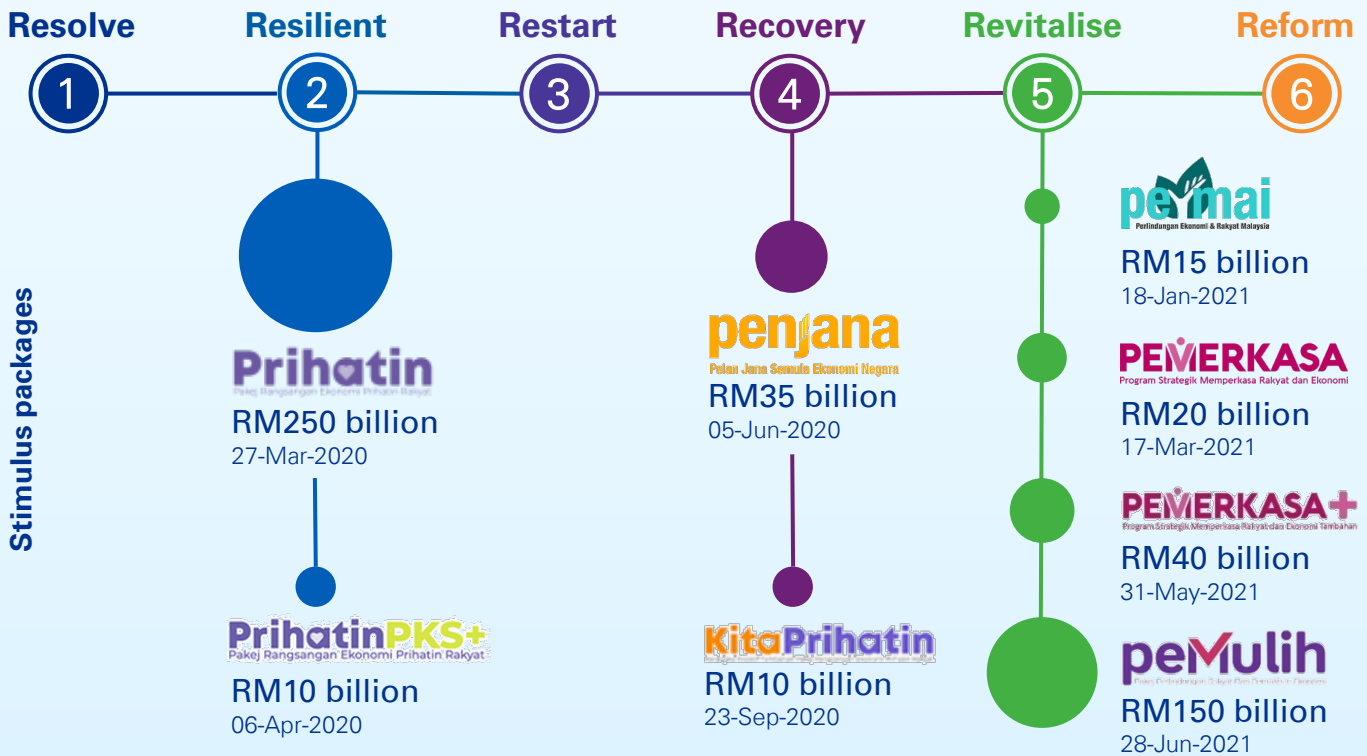 Resolve
Resilient
Restart
Recovery
Revitalise
Reform
1
2
3
4
5
6
Stimulus packages
Prihatin
Pakej Rangsangan Ekonomi Prihatin Rakyat
RM250 billion
27-Mar-2020
PrihatinPKS+
Pakej Rangsangan Ekonomi Prihatin Rakyat
RM10 billion
06-Apr-2020
penjana
Pelan Jana Semula Ekonomi Negara
RM35 billion
05-Jun-2020
KitaPrihatin
RM10 billion
23-Sep-2020
permai
Perlindungan Ekonomi & Rakyat Malaysia
RM15 billion
18-Jan-2021
PEMERKASA
Program Strategik Memperkasa Rakyat dan Ekonomi
RM20 billion
17-Mar-2021
PEMERKASA+
Program Strategik Memperkasa Rakyat dan Ekonomi Tambahan
RM40 billion
31-May-2021
peMulih
RM150 billion
28-Jun-2021